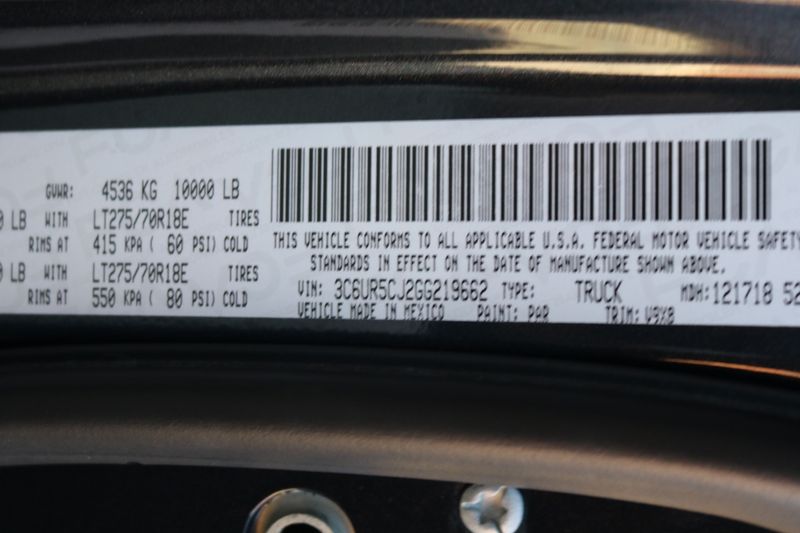 GVWR: 4536 KG 10000 LB
LB WITH LT275/70R18E TIRES
RIMS AT 415 KPA ( 60 PSI) COLD
LB WITH LT275/70R18E TIRES
RIMS AT 550 KPA ( 80 PSI) COLD
THIS VEHICLE CONFORMS TO ALL APPLICABLE U.S.A. FEDERAL MOTOR VEHICLE SAFETY
STANDARDS IN EFFECT ON THE DATE OF MANUFACTURE SHOWN ABOVE.
VIN: 3C6UR5CJ2GG219662 TYPE: TRUCK MDH: 121718 52
VEHICLE MADE IN MEXICO PAINT: PAR TRIM: V9X8